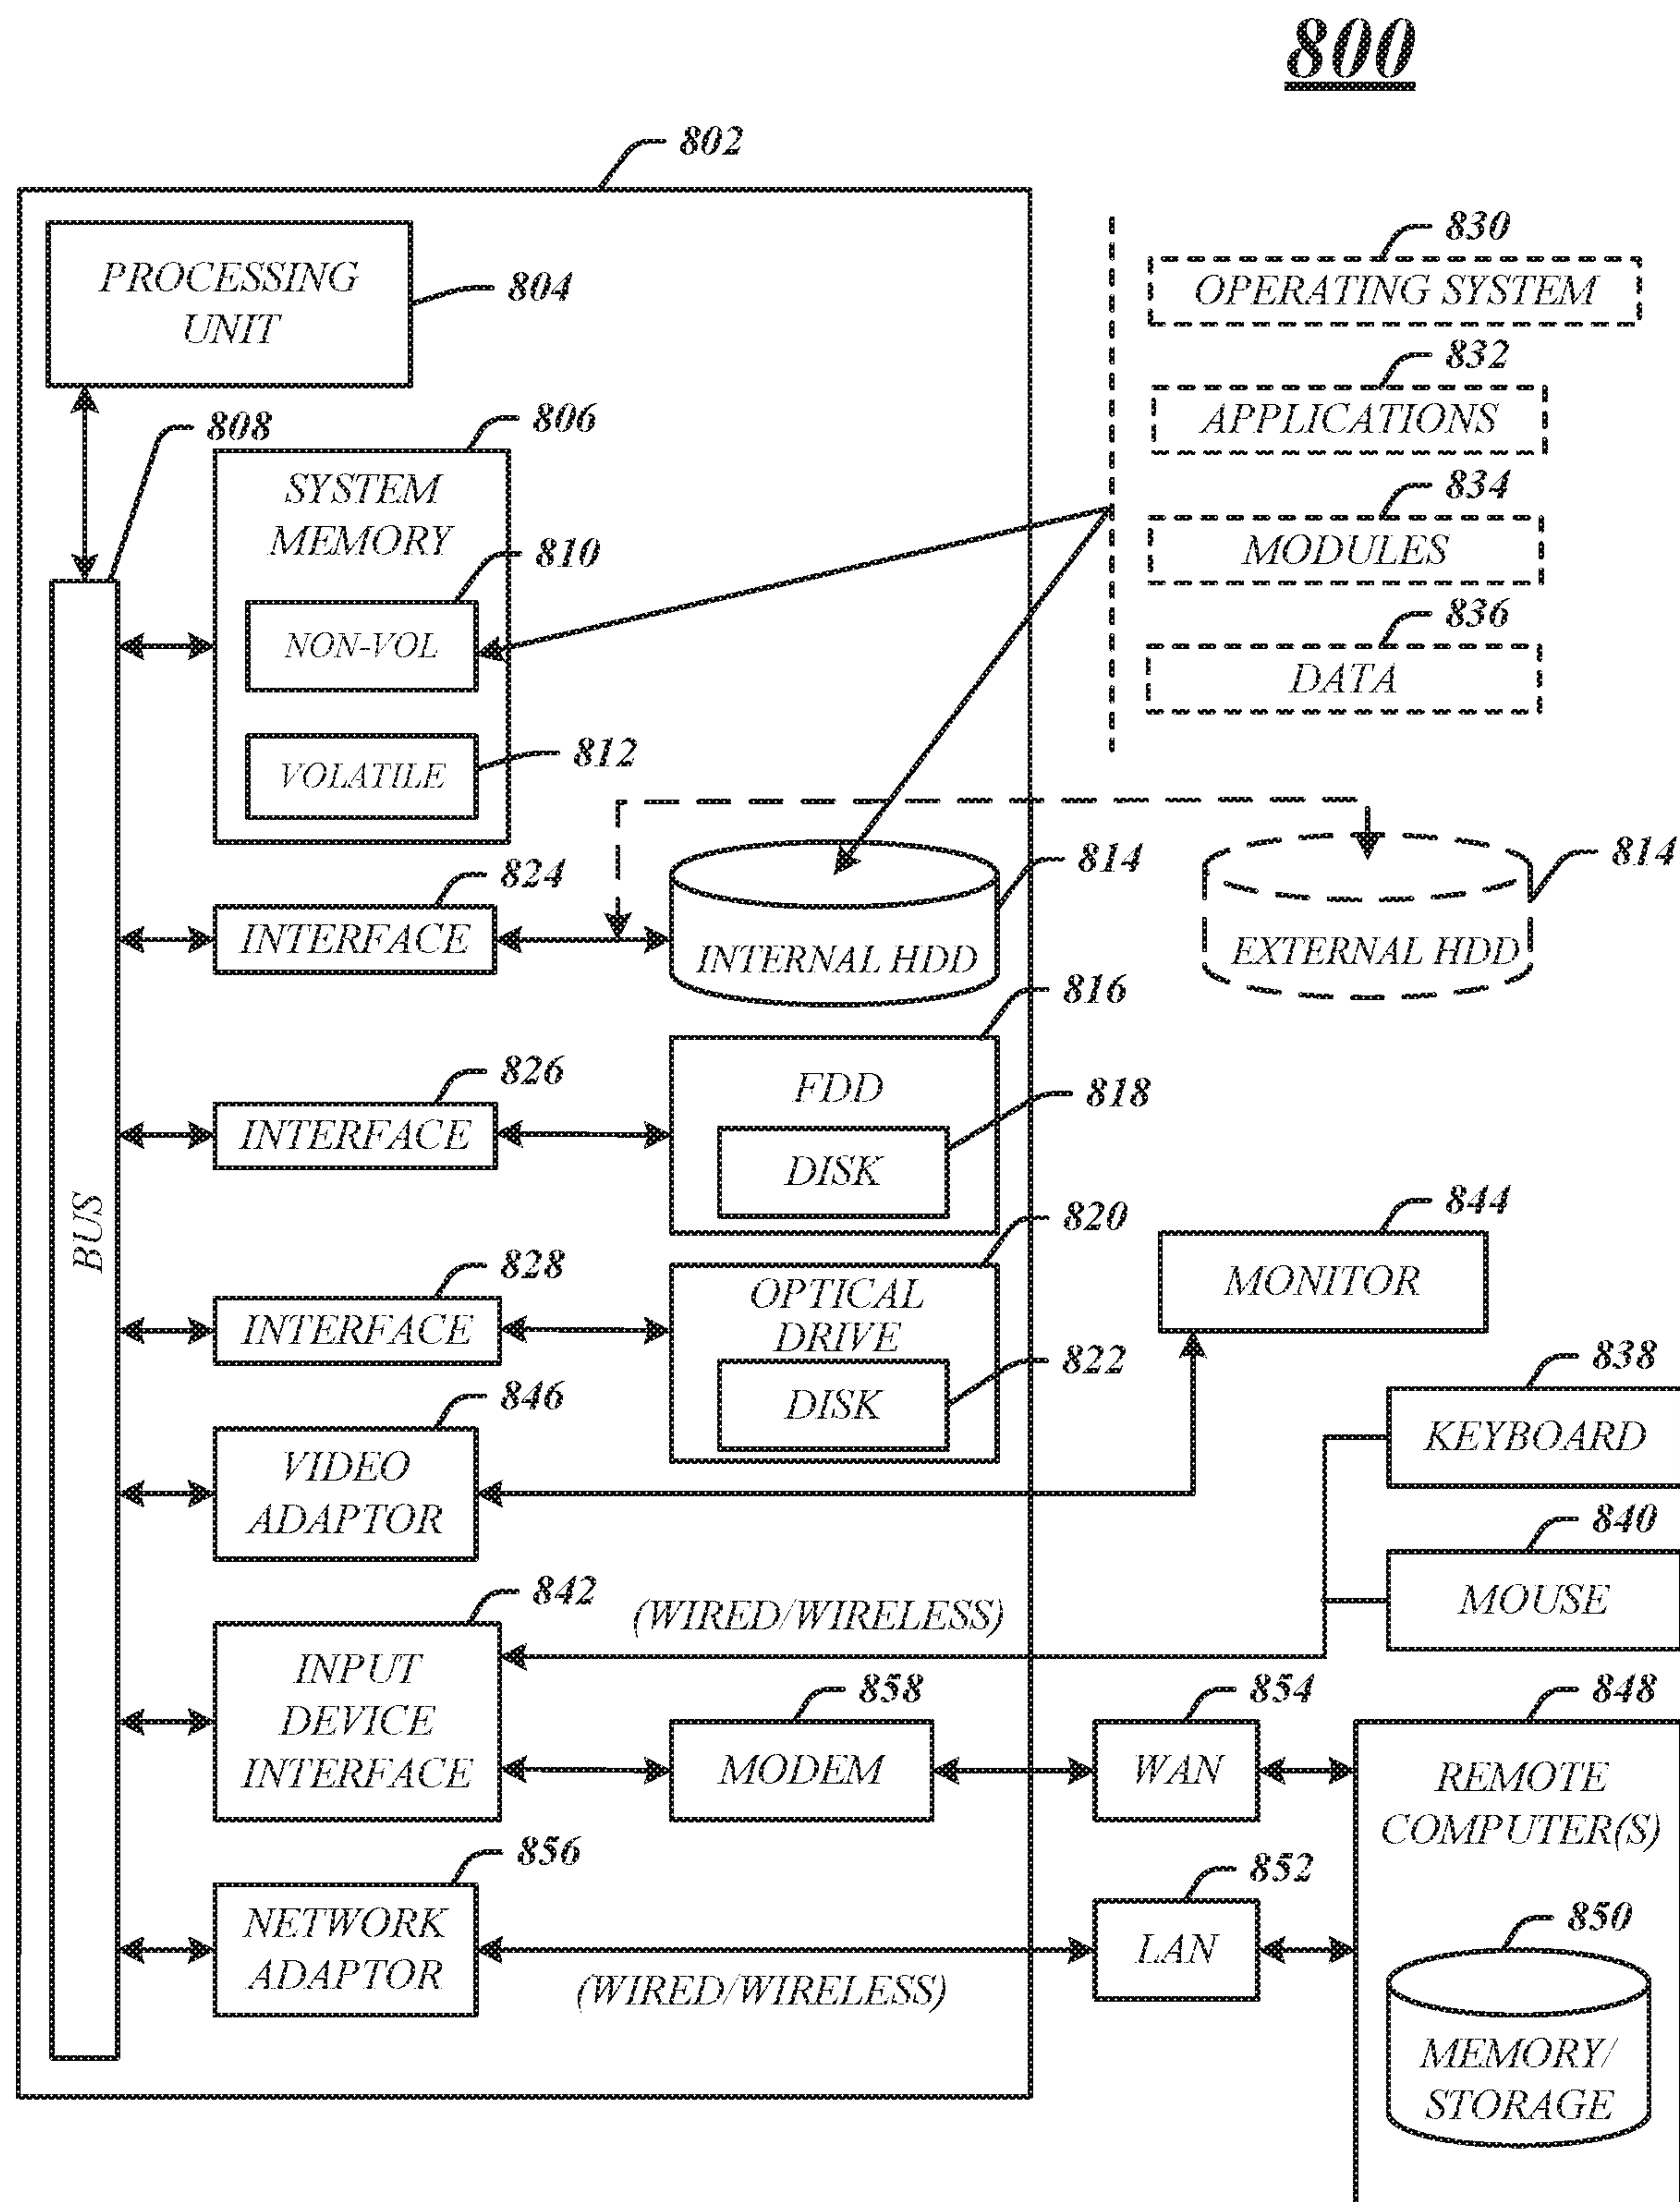 800
802
PROCESSING
UNIT
804
808
806
SYSTEM
MEMORY
810
NON-VOL
812
VOLATILE
830
OPERATING SYSTEM
832
APPLICATIONS
834
MODULES
836
DATA
824
INTERFACE
814
INTERNAL HDD
814
EXTERNAL HDD
826
INTERFACE
816
FDD
818
DISK
BUS
828
INTERFACE
820
OPTICAL
DRIVE
822
DISK
844
MONITOR
846
VIDEO
ADAPTOR
838
KEYBOARD
840
MOUSE
842
INPUT
DEVICE
INTERFACE
(WIRED/WIRELESS)
858
MODEM
854
WAN
848
REMOTE
COMPUTER(S)
856
NETWORK
ADAPTOR
(WIRED/WIRELESS)
852
LAN
850
MEMORY/
STORAGE